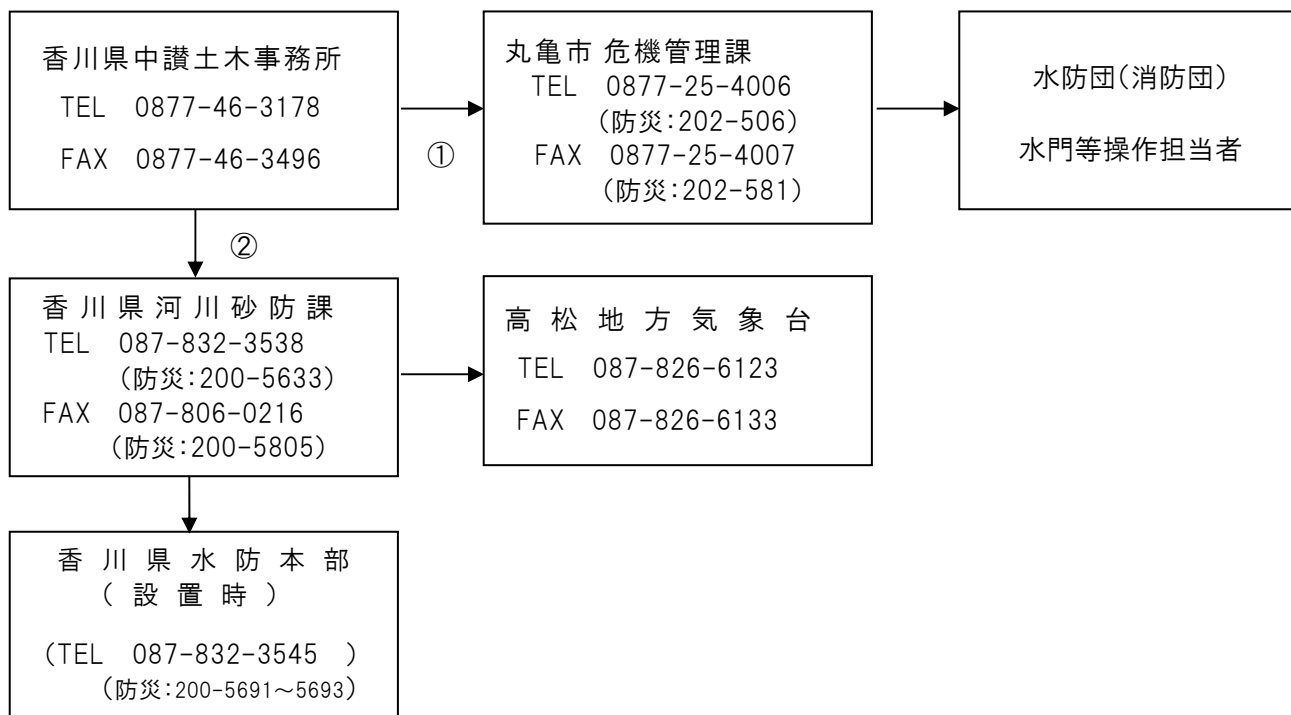 香川県中讃土木事務所
TEL 0877-46-3178
FAX 0877-46-3496
①
丸亀市 危機管理課
TEL 0877-25-4006
(防災:202-506)
FAX 0877-25-4007
(防災:202-581)
水防団(消防団)
水門等操作担当者
②
香川県河川砂防課
TEL 087-832-3538
(防災:200-5633)
FAX 087-806-0216
(防災:200-5805)
高松地方気象台
TEL 087-826-6123
FAX 087-826-6133
香川県水防本部
(設置時)
(TEL 087-832-3545 )
(防災:200-5691～5693)